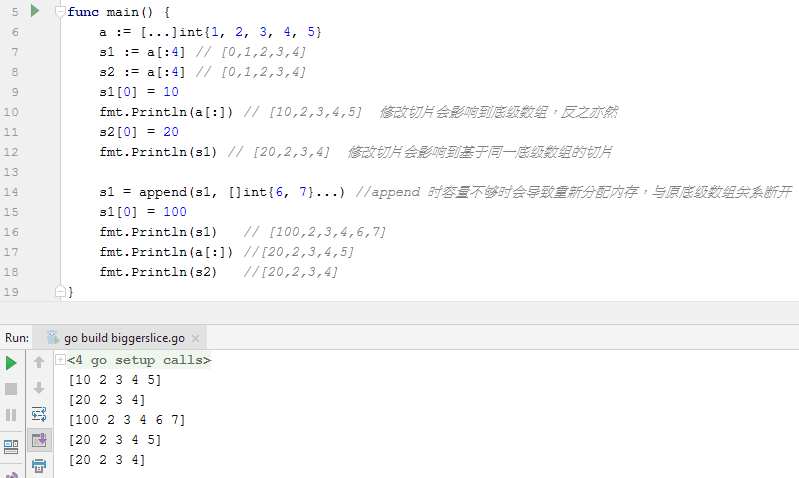 5 func main() {
6 a := [...]int{1, 2, 3, 4, 5}
7 s1 := a[:4] // [0,1,2,3,4]
8 s2 := a[:4] // [0,1,2,3,4]
9 s1[0] = 10
10 fmt.Println(a[:]) // [10,2,3,4,5] 修改切片会影响到底级数组，反之亦然
11 s2[0] = 20
12 fmt.Println(s1) // [20,2,3,4] 修改切片会影响到基于同一底级数组的切片
13
14 s1 = append(s1, []int{6, 7}...) //append 时容量不够时会导致重新分配内存，与原底级数组关系断开
15 s1[0] = 100
16 fmt.Println(s1) // [100,2,3,4,6,7]
17 fmt.Println(a[:]) //[20,2,3,4,5]
18 fmt.Println(s2) //[20,2,3,4]
19 }
Run: go build biggerslice.go
<4 go setup calls>
[10 2 3 4 5]
[20 2 3 4]
[100 2 3 4 6 7]
[20 2 3 4 5]
[20 2 3 4]